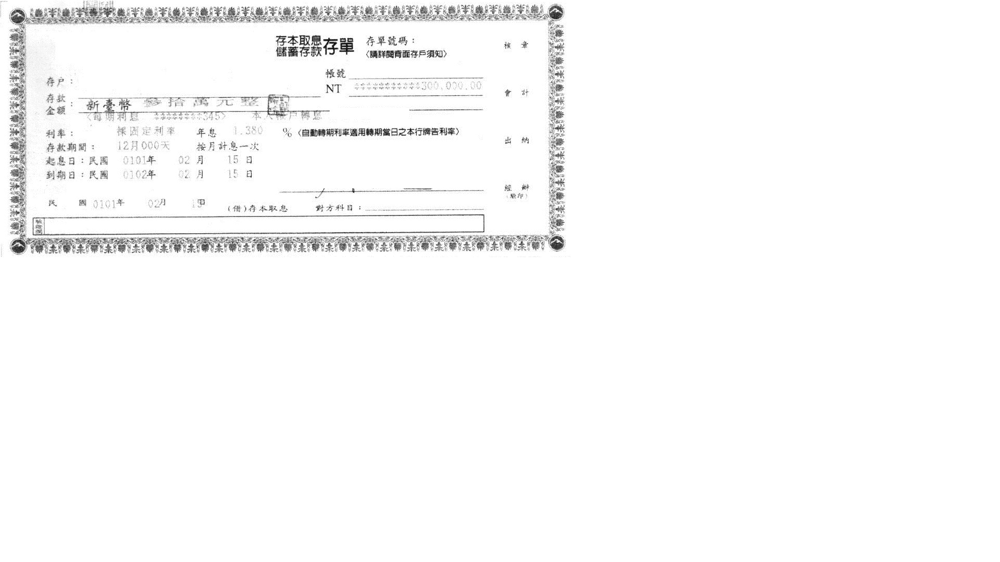 存本取息
儲蓄存款
存單
存單號碼：
〈請詳閱背面存戶須知〉
核 章
帳號
存戶：
NT ***********300,000.00
會 計
存款
金額：
新臺幣 參拾萬元整
〈每期利息 ********345〉 本人帳戶轉息
利率： 採固定利率 年息 1.380 %〈自動轉期利率適用轉期當日之本行牌告利率〉
出 納
存款期間： 12月000天 按月計息一次
起息日：民國 0101年 02月 15日
到期日：民國 0102年 02月 15日
經 辦
（驗印）
民 國 0101年 02月 15日
(借)存本取息 對方科目：